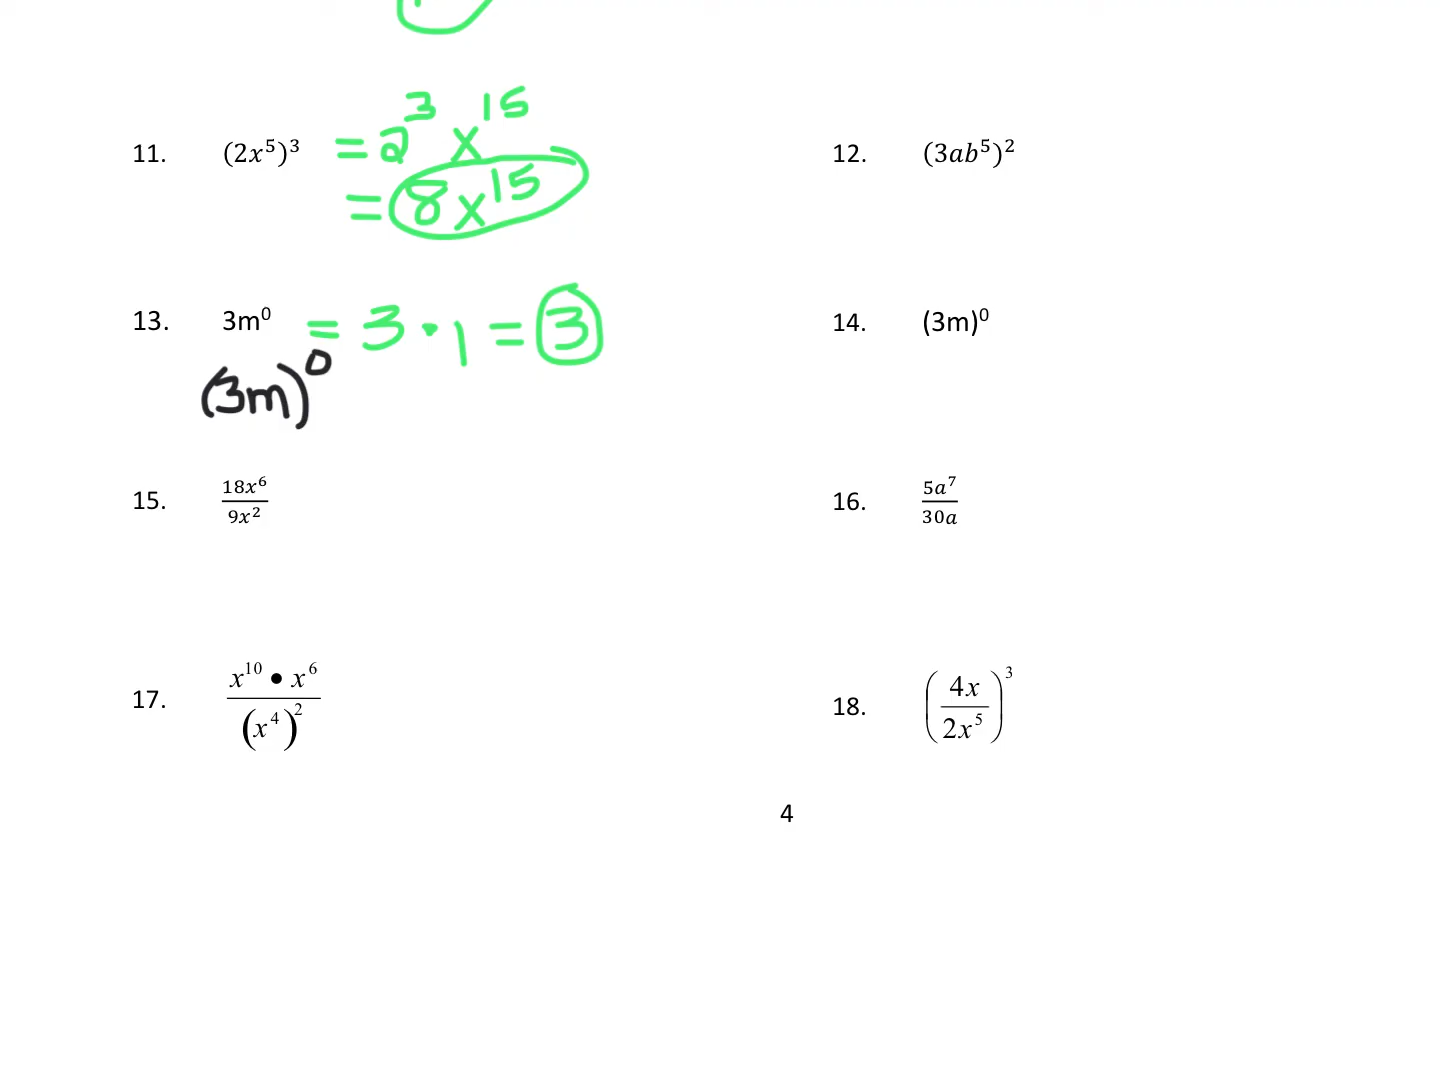 11. (2x⁵)³ = 2³ x¹⁵
= 8x¹⁵
12. (3ab⁵)²
13. 3m⁰ = 3 · 1 = 3
(3m)⁰
14. (3m)⁰
15. 18x⁶
9x²
16. 5a⁷
30a
17. x¹⁰ • x⁶
(x⁴)²
18. (4x
2x⁵)³
4